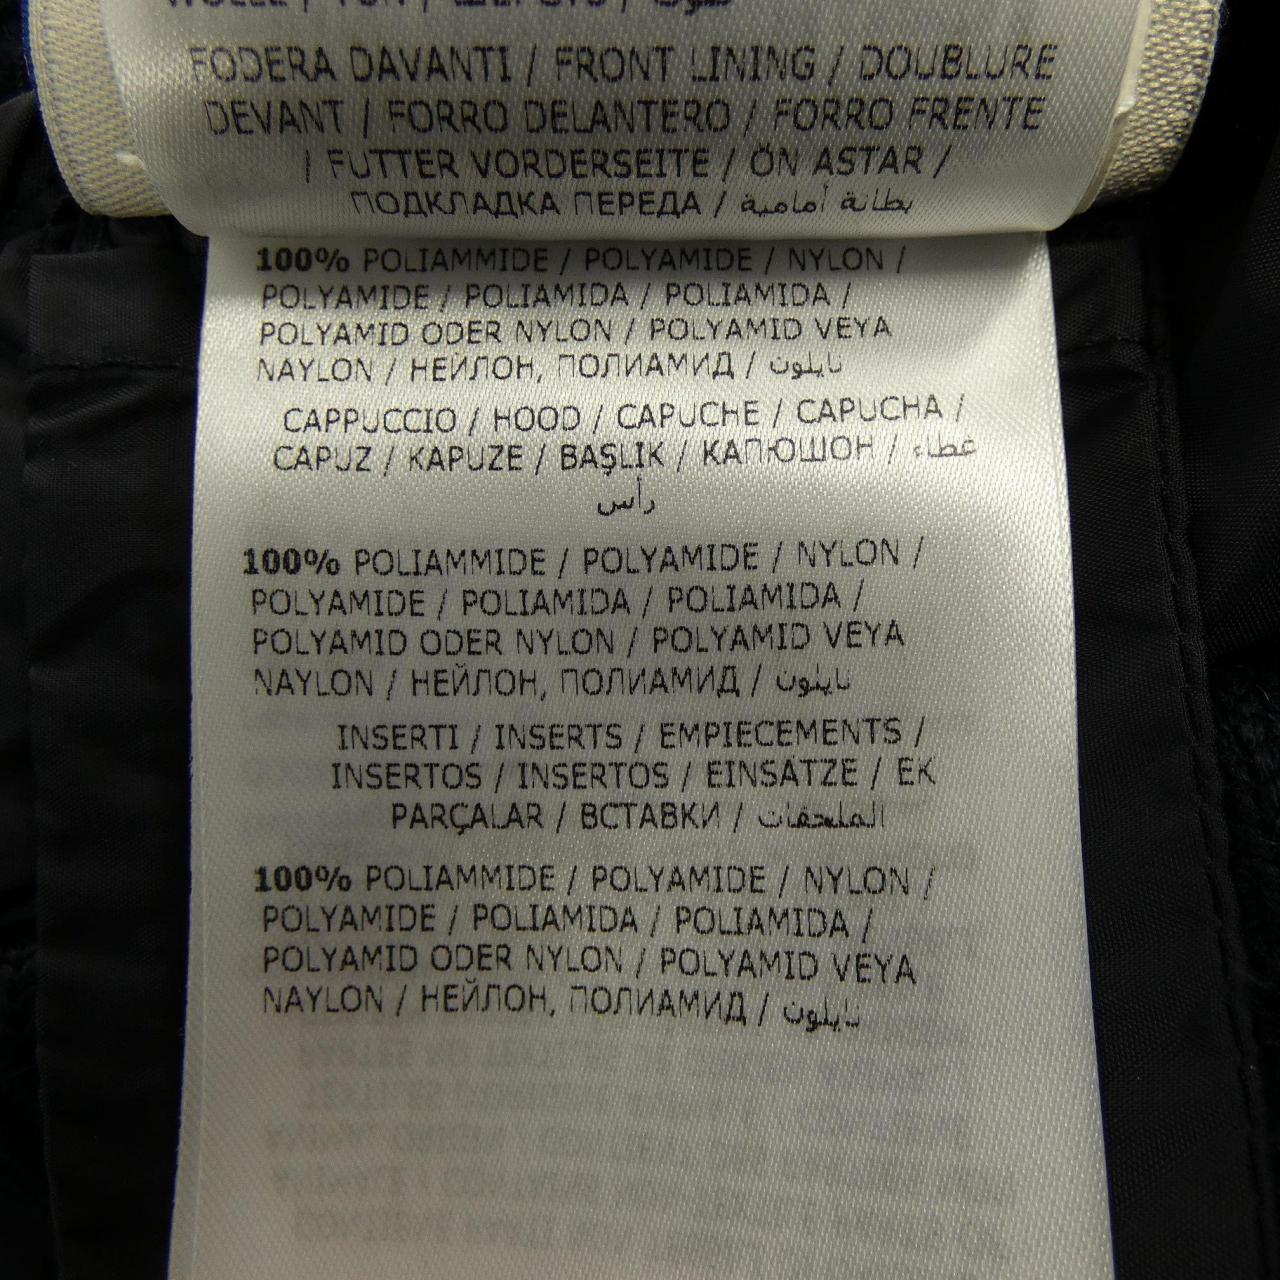 FODERA DAVANTI / FRONT LINING / DOUBLURE
DEVANT / FORRO DELANTERO / FORRO FRENTE
/ FUTTER VORDERSEITE / ÖN ASTAR /
ПОДКЛАДКА ПЕРЕДА / بطانة أمامية
100% POLIAMMIDE / POLYAMIDE / NYLON /
POLYAMIDE / POLIAMIDA / POLIAMIDA /
POLYAMID ODER NYLON / POLYAMID VEYA
NAYLON / НЕЙЛОН, ПОЛИАМИД / نايلون
CAPPUCCIO / HOOD / CAPUCHE / CAPUCHA /
CAPUZ / KAPUZE / BAŞLIK / КАПЮШОН / غطاء
رأس
100% POLIAMMIDE / POLYAMIDE / NYLON /
POLYAMIDE / POLIAMIDA / POLIAMIDA /
POLYAMID ODER NYLON / POLYAMID VEYA
NAYLON / НЕЙЛОН, ПОЛИАМИД / نايلون
INSERTI / INSERTS / EMPIECEMENTS /
INSERTOS / INSERTOS / EINSÄTZE / EK
PARÇALAR / ВСТАВКИ / الملحقات
100% POLIAMMIDE / POLYAMIDE / NYLON /
POLYAMIDE / POLIAMIDA / POLIAMIDA /
POLYAMID ODER NYLON / POLYAMID VEYA
NAYLON / НЕЙЛОН, ПОЛИАМИД / نايلون